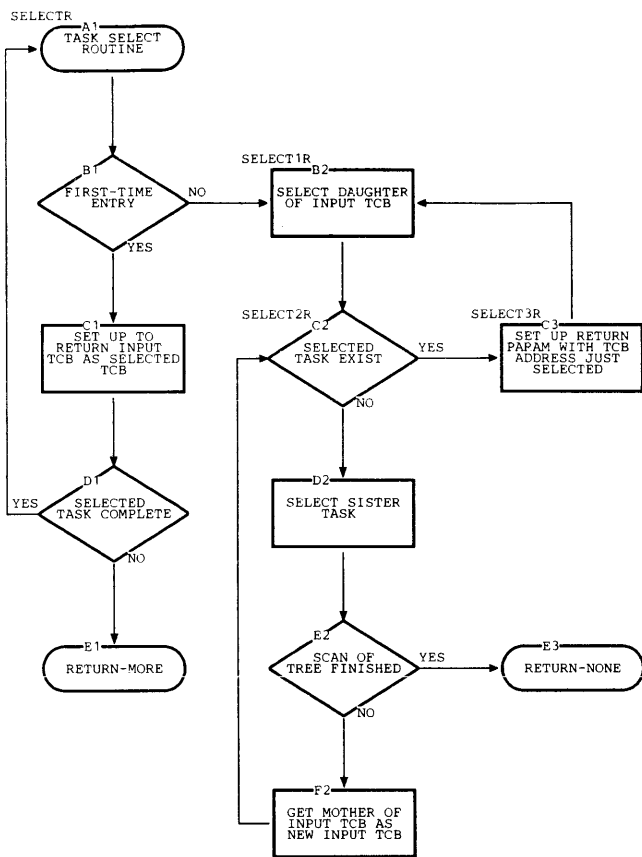 SELECTR
A1
TASK SELECT
ROUTINE
B1
FIRST-TIME
ENTRY
NO
YES
SELECT1R
B2
SELECT DAUGHTER
OF INPUT TCB
C1
SET UP TO
RETURN INPUT
TCB AS SELECTED
TCB
SELECT2R
C2
SELECTED
TASK EXIST
YES
NO
SELECT3R
C3
SET UP RETURN
PAPAM WITH TCB
ADDRESS JUST
SELECTED
D1
SELECTED
TASK COMPLETE
YES
NO
D2
SELECT SISTER
TASK
E1
RETURN-MORE
E2
SCAN OF
TREE FINISHED
YES
NO
E3
RETURN-NONE
F2
GET MOTHER OF
INPUT TCB AS
NEW INPUT TCB